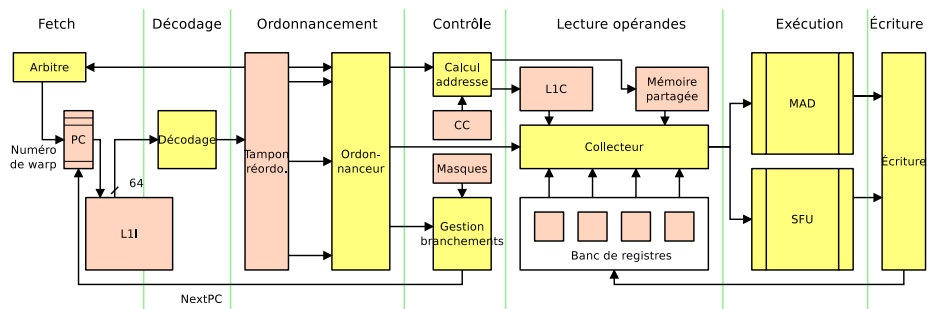 Fetch
Décodage
Ordonnancement
Contrôle
Lecture opérandes
Exécution
Écriture
Arbitre
PC
Numéro
de warp
64
L1I
Décodage
Tampon
réordo.
Ordon-
nanceur
Calcul
addresse
CC
Masques
Gestion
branchements
L1C
Mémoire
partagée
Collecteur
Banc de registres
MAD
SFU
Écriture
NextPC